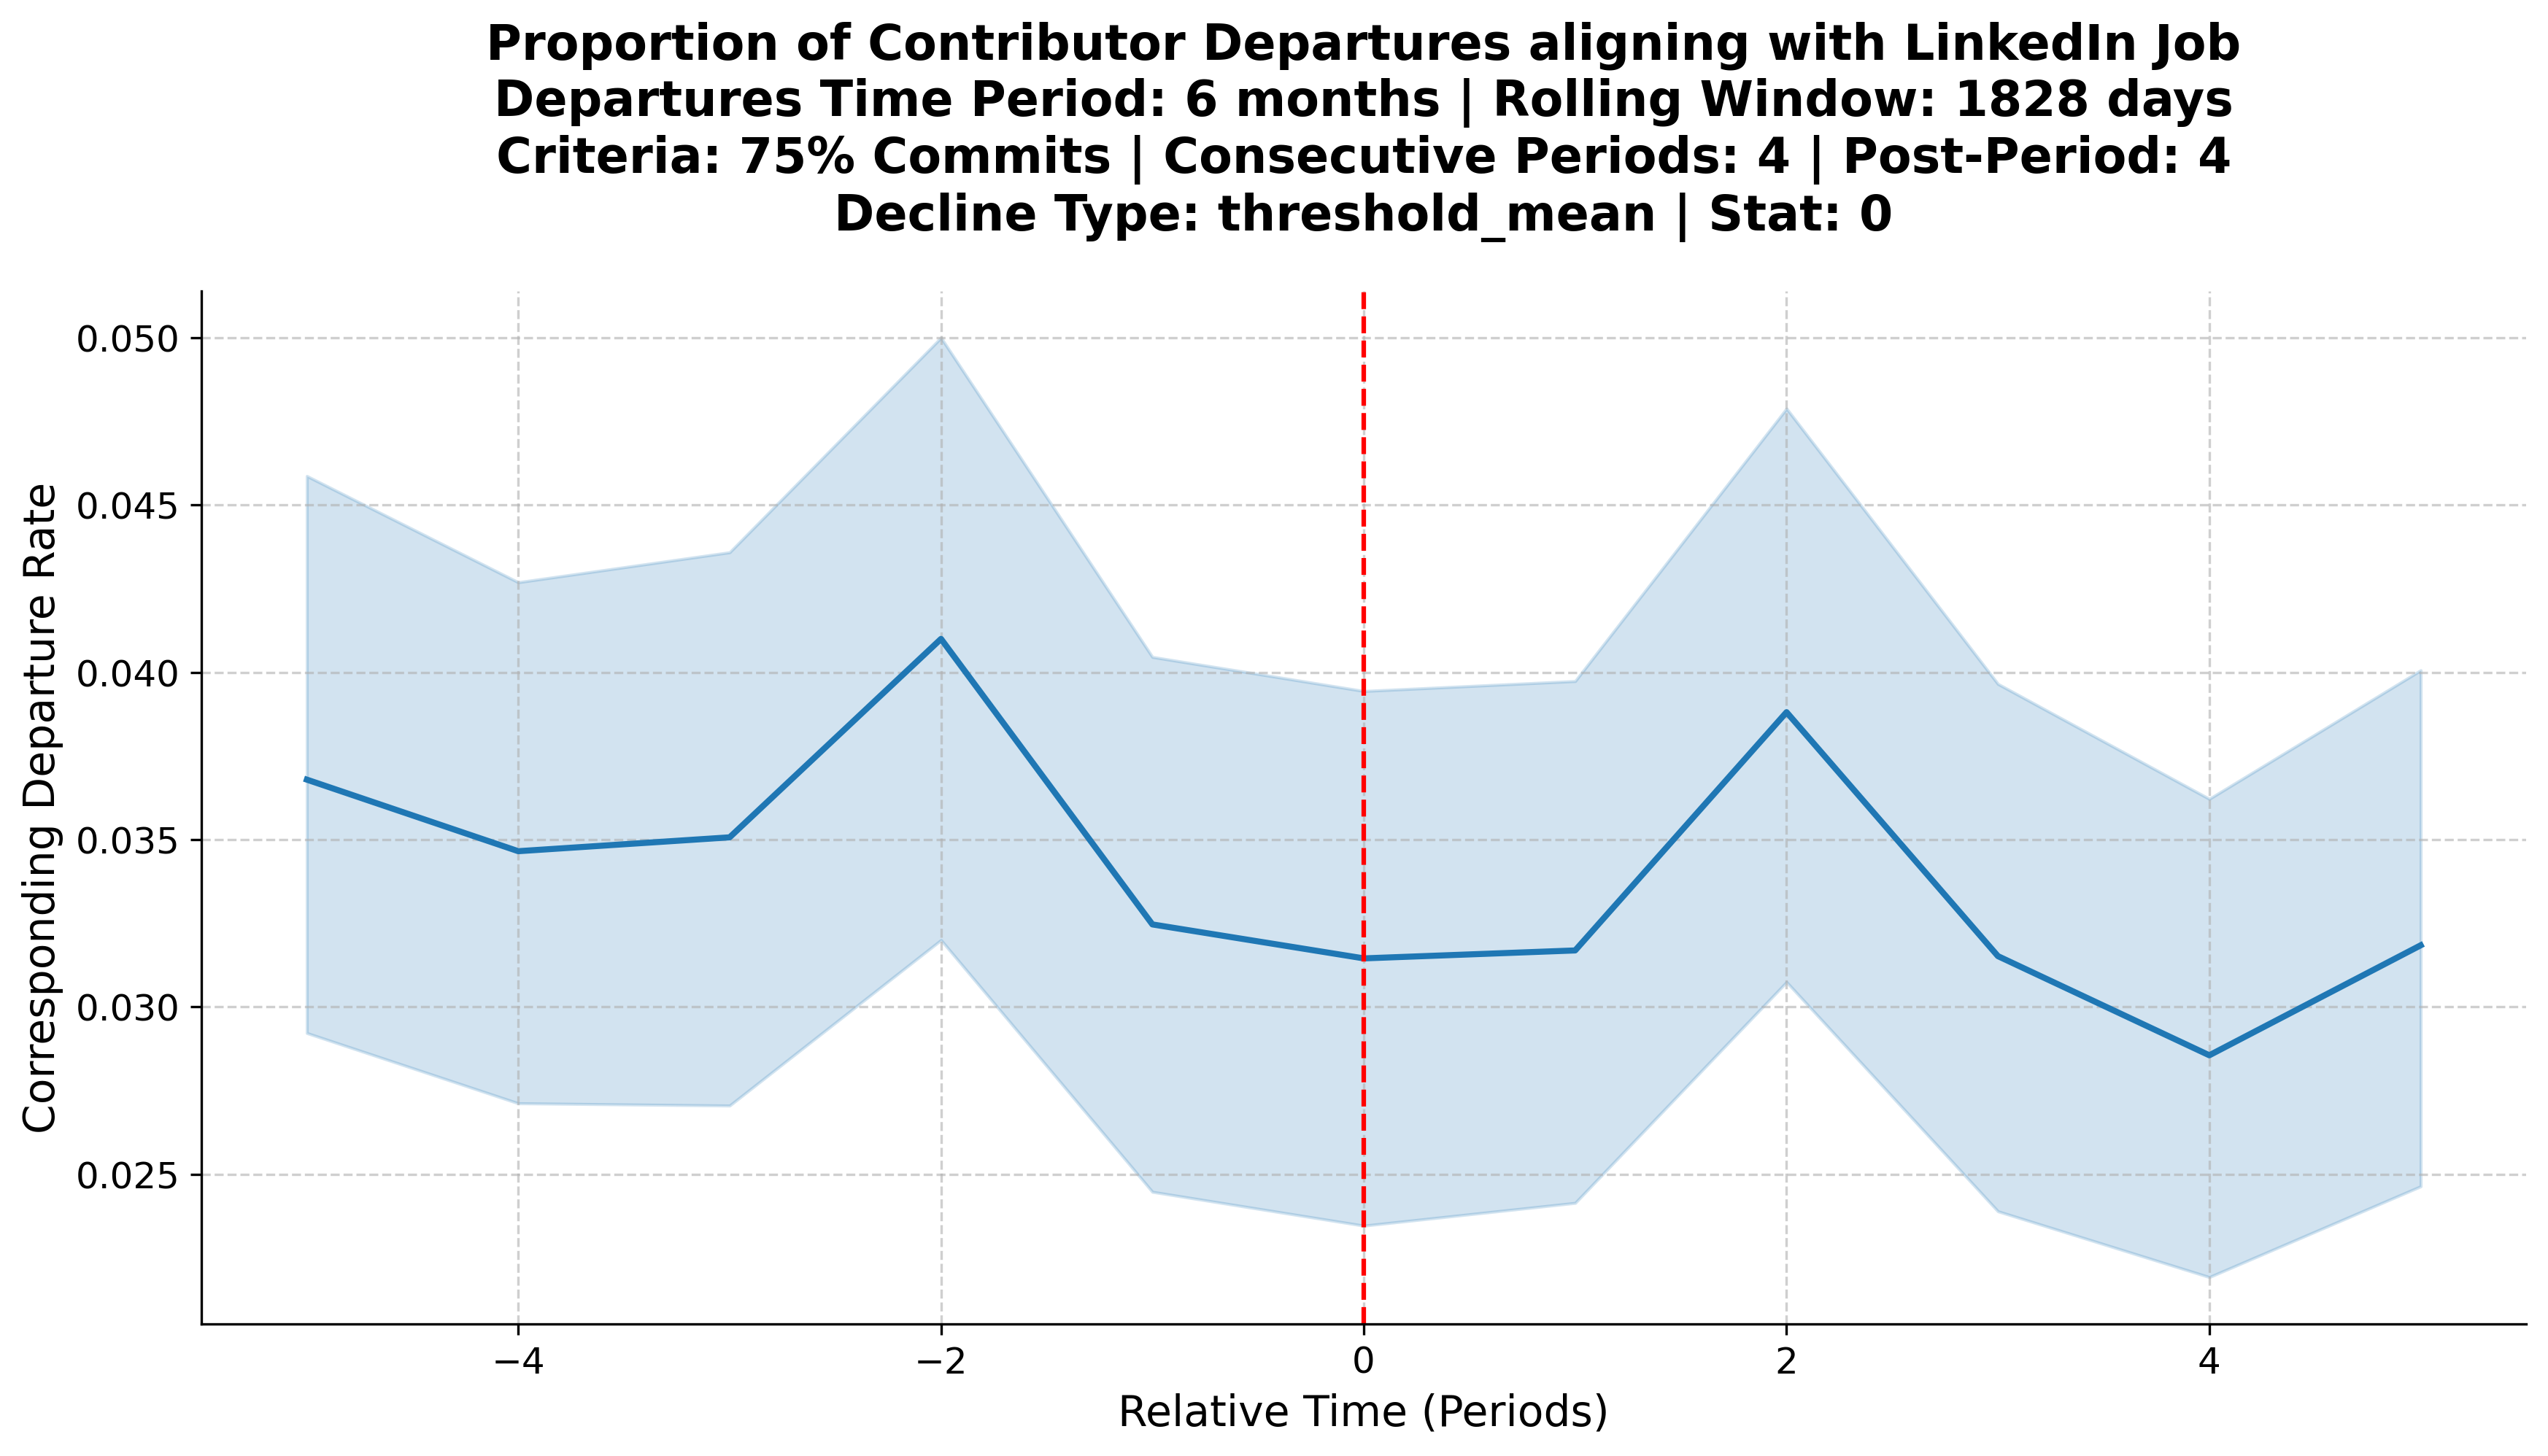 Proportion of Contributor Departures aligning with LinkedIn Job
Departures Time Period: 6 months | Rolling Window: 1828 days
Criteria: 75% Commits | Consecutive Periods: 4 | Post-Period: 4
Decline Type: threshold_mean | Stat: 0
Corresponding Departure Rate
0.050
0.045
0.040
0.035
0.030
0.025
−4
−2
0
2
4
Relative Time (Periods)